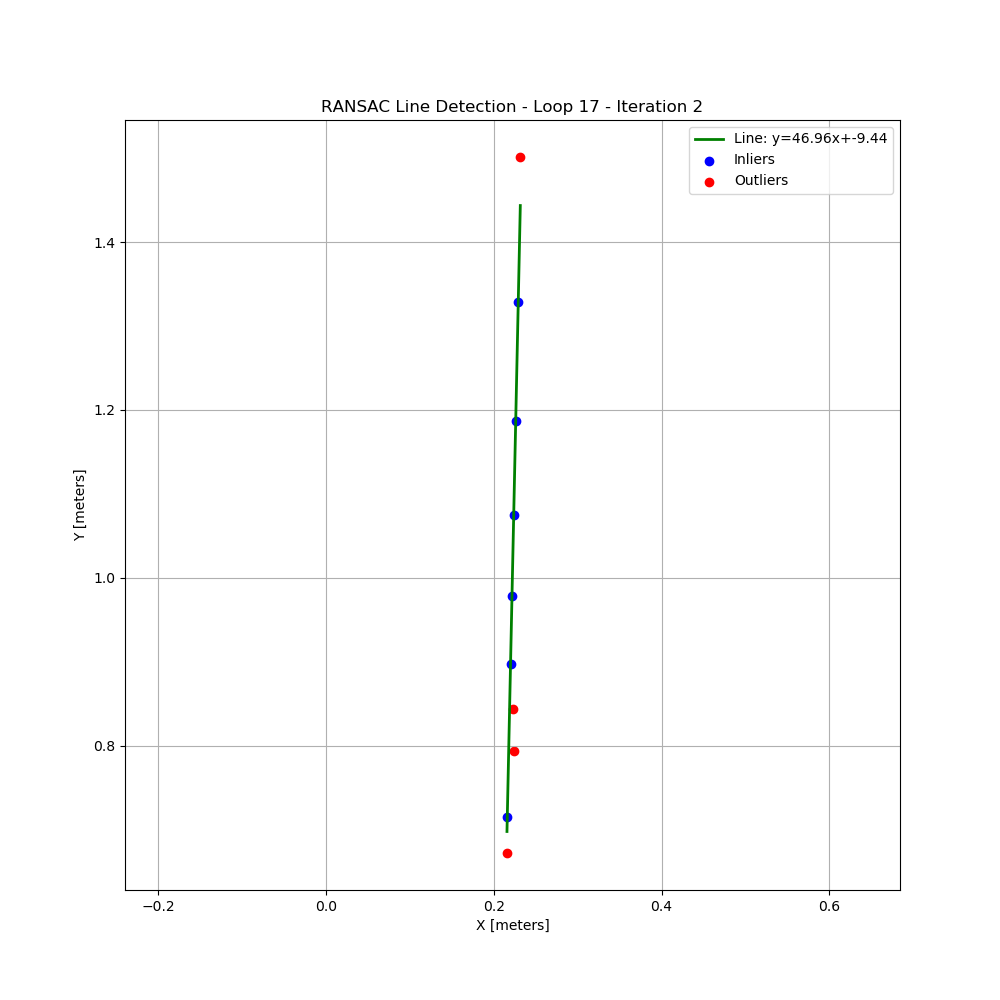 RANSAC Line Detection - Loop 17 - Iteration 2
Line: y=46.96x+-9.44
Inliers
Outliers
1.4
1.2
1.0
0.8
Y [meters]
−0.2 0.0 0.2 0.4 0.6
X [meters]